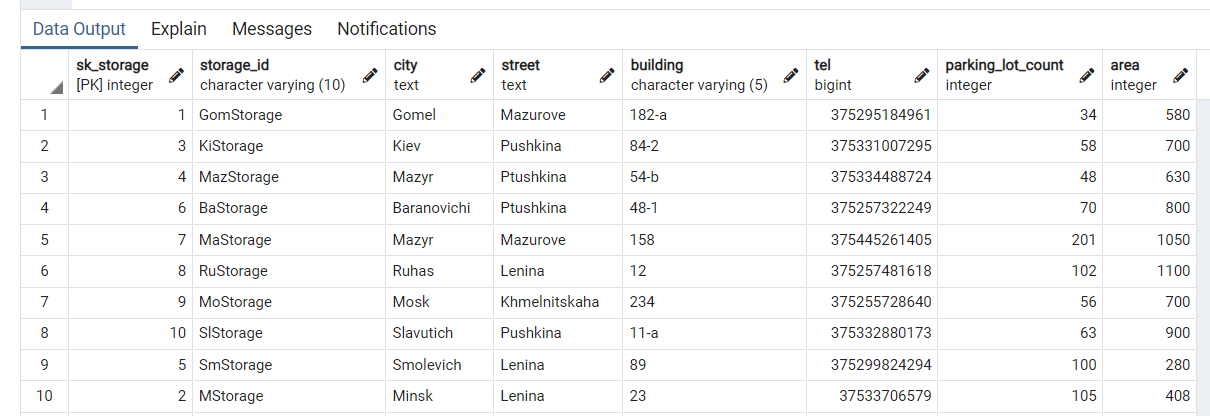 Data Output Explain Messages Notifications
sk_storage storage_id city street building tel parking_lot_count area
[PK] integer character varying (10) text text character varying (5) bigint integer integer
1 1 GomStorage Gomel Mazurove 182-a 375295184961 34 580
2 3 KiStorage Kiev Pushkina 84-2 375331007295 58 700
3 4 MazStorage Mazyr Ptushkina 54-b 375334488724 48 630
4 6 BaStorage Baranovichi Ptushkina 48-1 375257322249 70 800
5 7 MaStorage Mazyr Mazurove 158 375445261405 201 1050
6 8 RuStorage Ruhas Lenina 12 375257481618 102 1100
7 9 MoStorage Mosk Khmelnitskaha 234 375255728640 56 700
8 10 SlStorage Slavutich Pushkina 11-a 375332880173 63 900
9 5 SmStorage Smolevich Lenina 89 375299824294 100 280
10 2 MStorage Minsk Lenina 23 37533706579 105 408